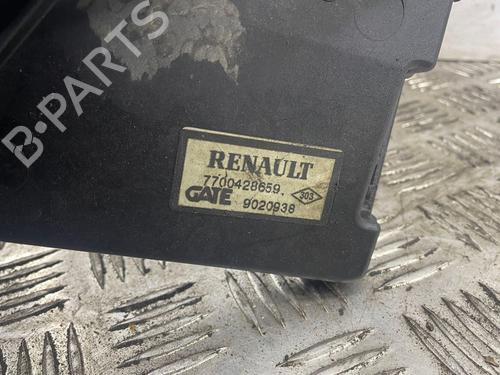 B-PARTS
RENAULT
7700428659.
303
GATE 9020938